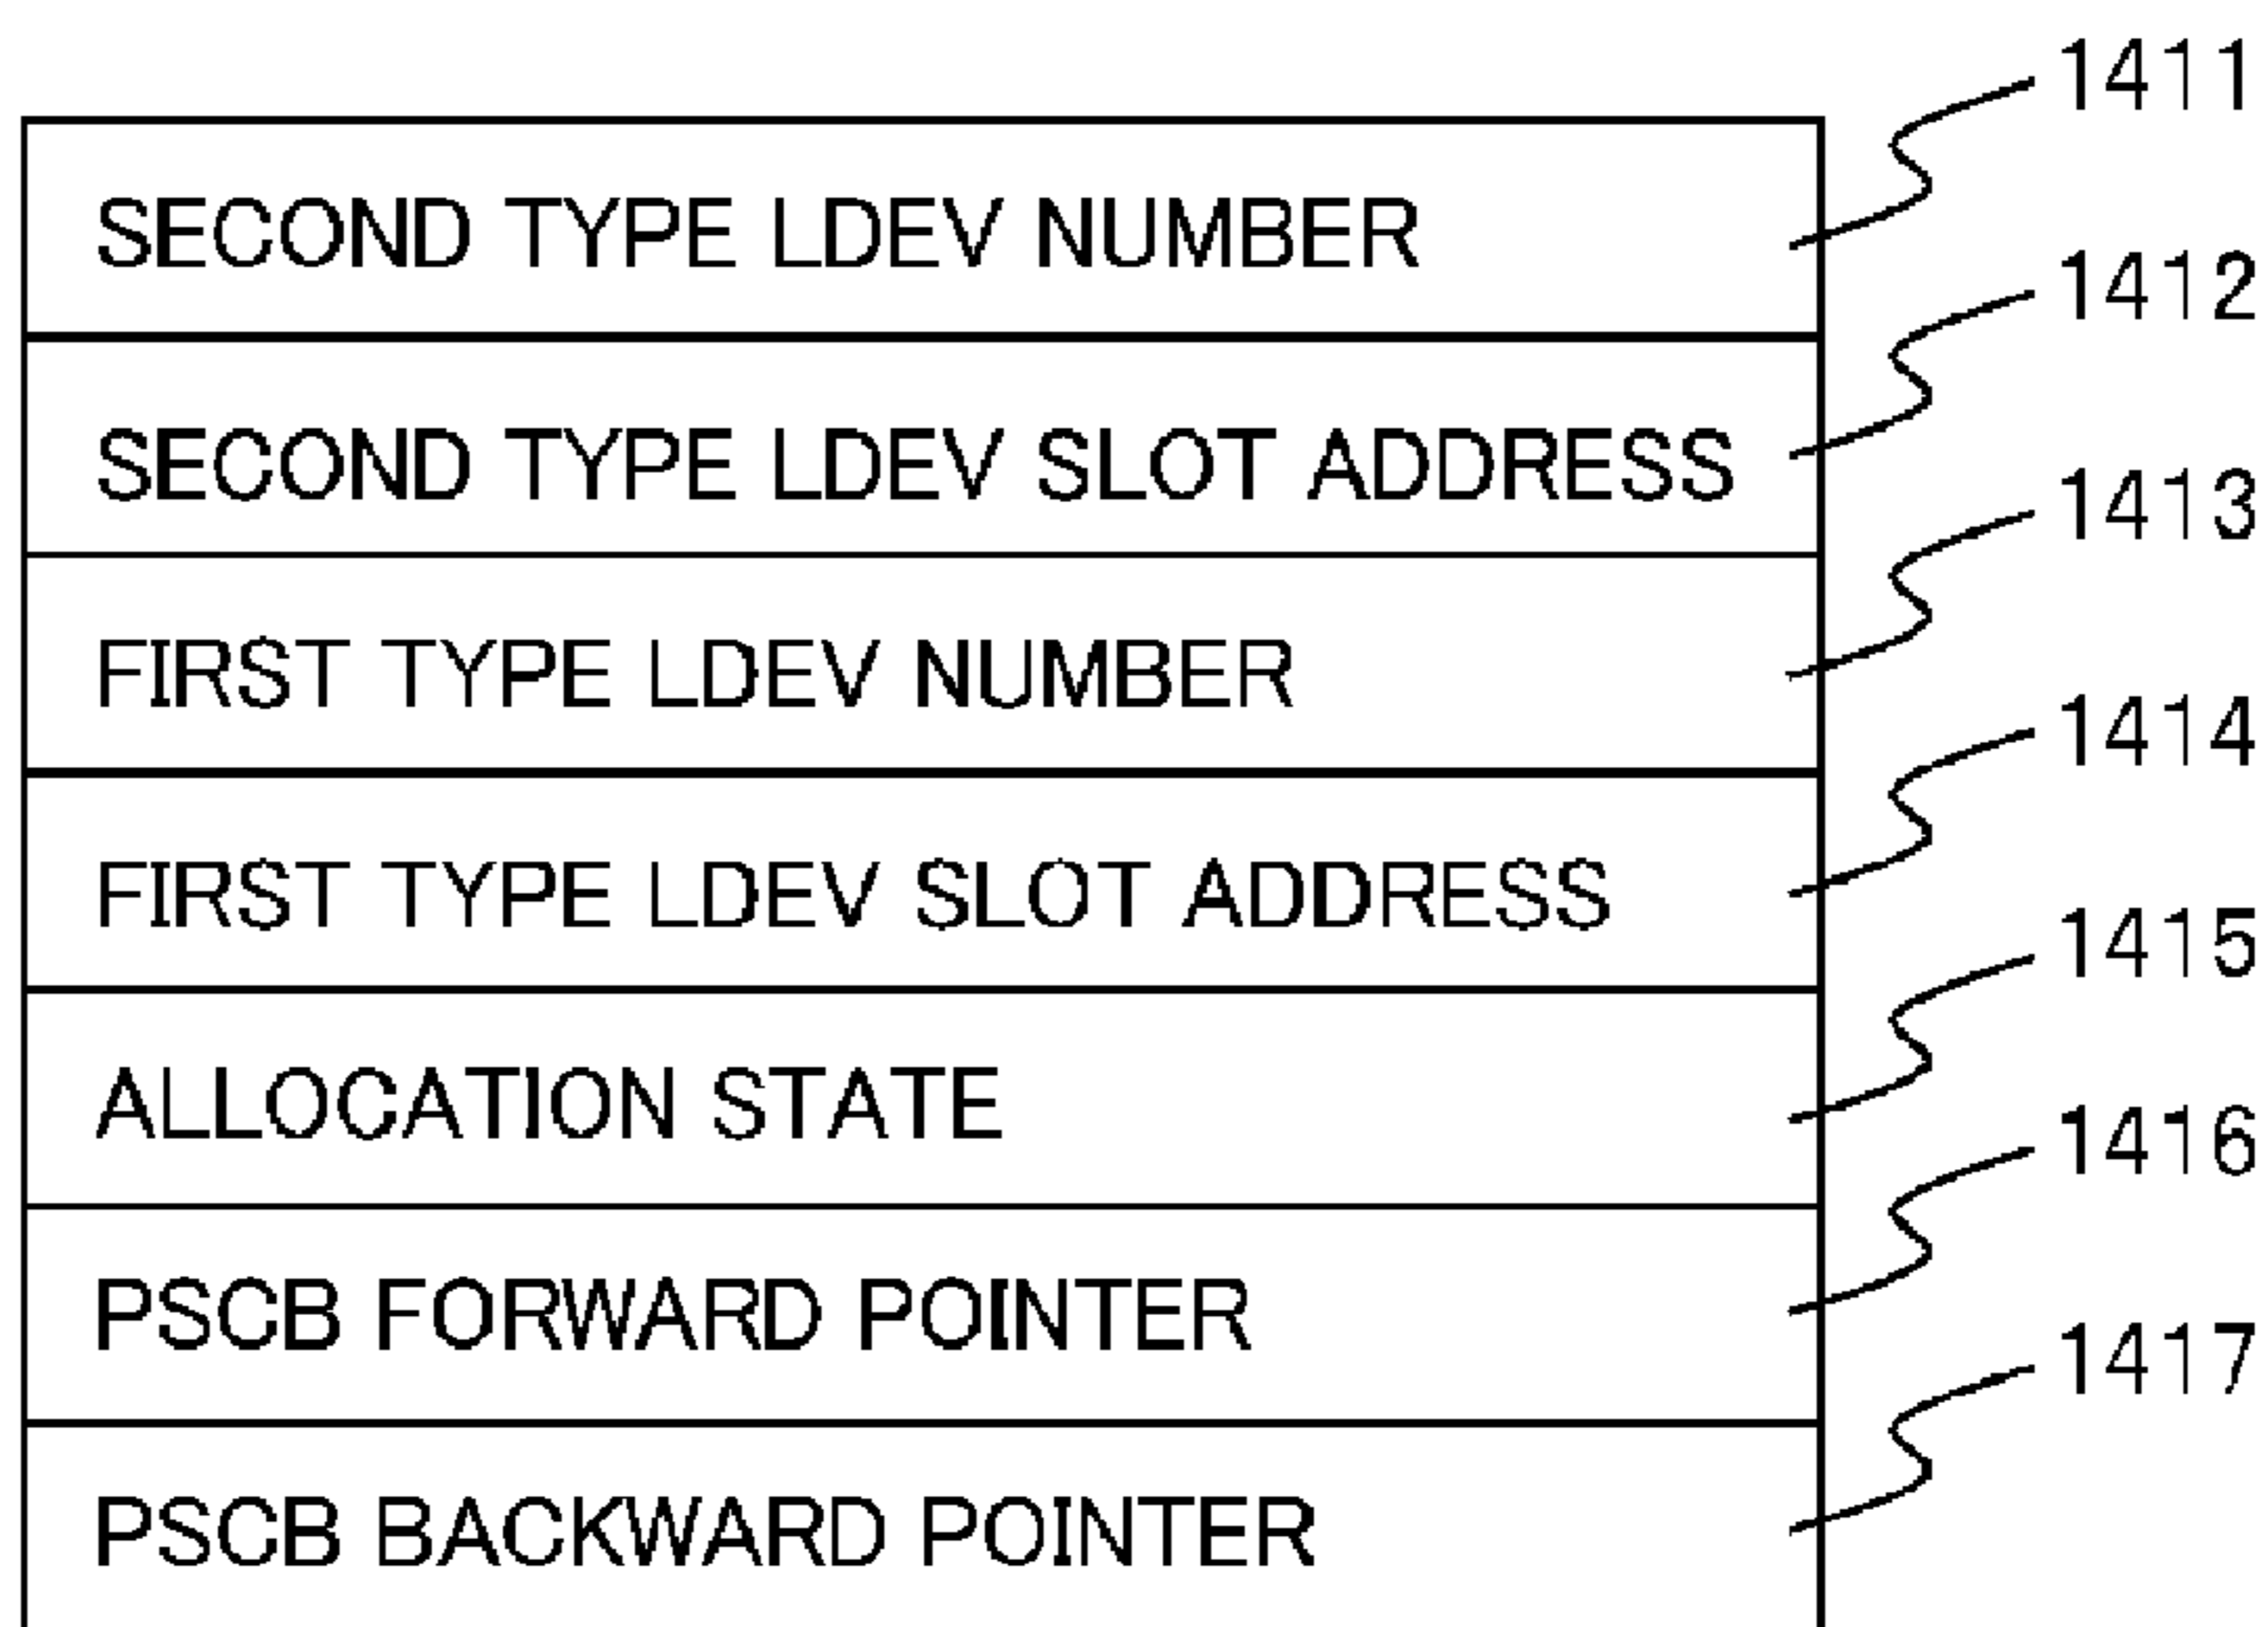 1411
SECOND TYPE LDEV NUMBER
1412
SECOND TYPE LDEV SLOT ADDRESS
1413
FIRST TYPE LDEV NUMBER
1414
FIRST TYPE LDEV SLOT ADDRESS
1415
ALLOCATION STATE
1416
PSCB FORWARD POINTER
1417
PSCB BACKWARD POINTER